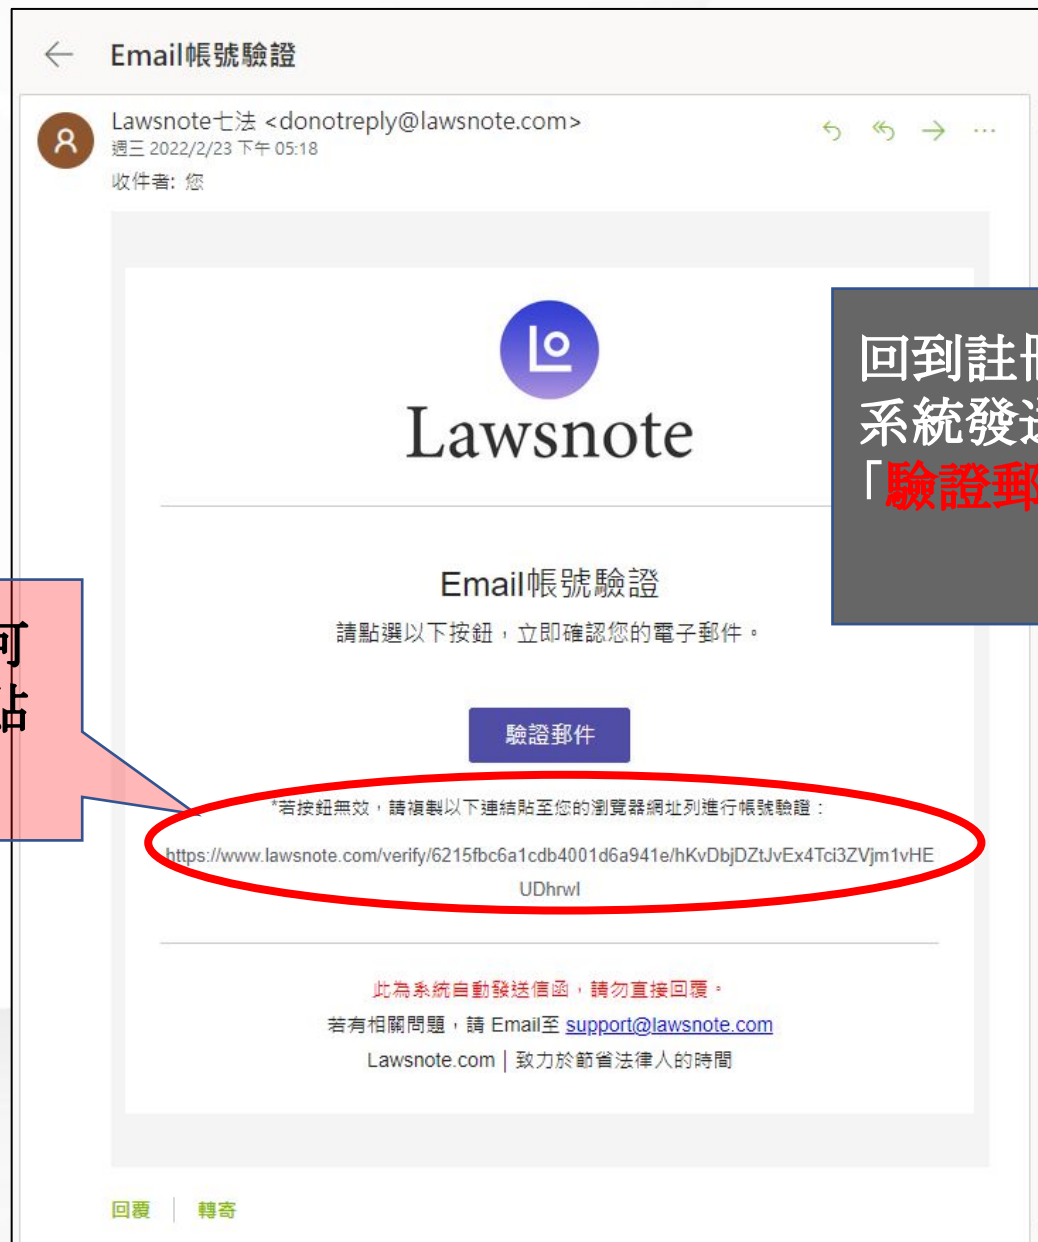 Email帳號驗證
Lawsnote七法 <donotreply@lawsnote.com>
週三 2022/2/23 下午 05:18
收件者: 您
Lawsnote
回到註冊
系統發送
「驗證郵
Email帳號驗證
請點選以下按鈕，立即確認您的電子郵件。
可
點
驗證郵件
*若按鈕無效，請複製以下連結貼至您的瀏覽器網址列進行帳號驗證：
https://www.lawsnote.com/verify/6215fbc6a1cdb4001d6a941e/hKvDbjDZtJvEx4Tci3ZVjm1vHE
UDhrwl
此為系統自動發送信函，請勿直接回覆。
若有相關問題，請 Email至 support@lawsnote.com
Lawsnote.com | 致力於節省法律人的時間
回覆 | 轉寄